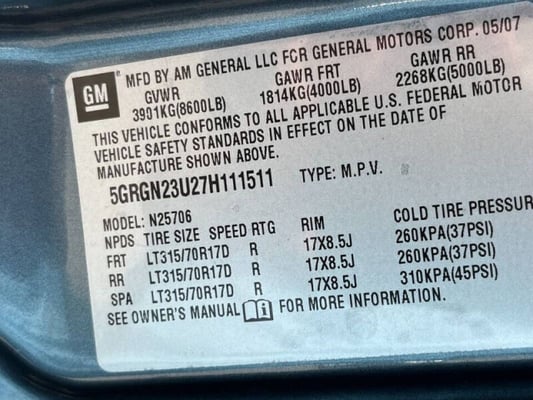 GM
MFD BY AM GENERAL LLC FOR GENERAL MOTORS CORP. 05/07
GVWR GAWR FRT GAWR RR
3901KG(8600LB) 1814KG(4000LB) 2268KG(5000LB)
THIS VEHICLE CONFORMS TO ALL APPLICABLE U.S. FEDERAL MOTOR
VEHICLE SAFETY STANDARDS IN EFFECT ON THE DATE OF
MANUFACTURE SHOWN ABOVE.
5GRGN23U27H111511 TYPE: M.P.V.
MODEL: N25706
NPDS TIRE SIZE SPEED RTG RIM COLD TIRE PRESSUR
FRT LT315/70R17D R 17X8.5J 260KPA(37PSI)
RR LT315/70R17D R 17X8.5J 260KPA(37PSI)
SPA LT315/70R17D R 17X8.5J 310KPA(45PSI)
SEE OWNER'S MANUAL i FOR MORE INFORMATION.